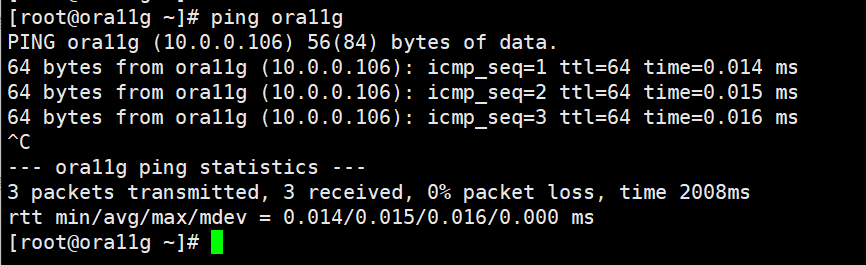 [root@ora11g ~]# ping ora11g
PING ora11g (10.0.0.106) 56(84) bytes of data.
64 bytes from ora11g (10.0.0.106): icmp_seq=1 ttl=64 time=0.014 ms
64 bytes from ora11g (10.0.0.106): icmp_seq=2 ttl=64 time=0.015 ms
64 bytes from ora11g (10.0.0.106): icmp_seq=3 ttl=64 time=0.016 ms
^C
--- ora11g ping statistics ---
3 packets transmitted, 3 received, 0% packet loss, time 2008ms
rtt min/avg/max/mdev = 0.014/0.015/0.016/0.000 ms
[root@ora11g ~]#